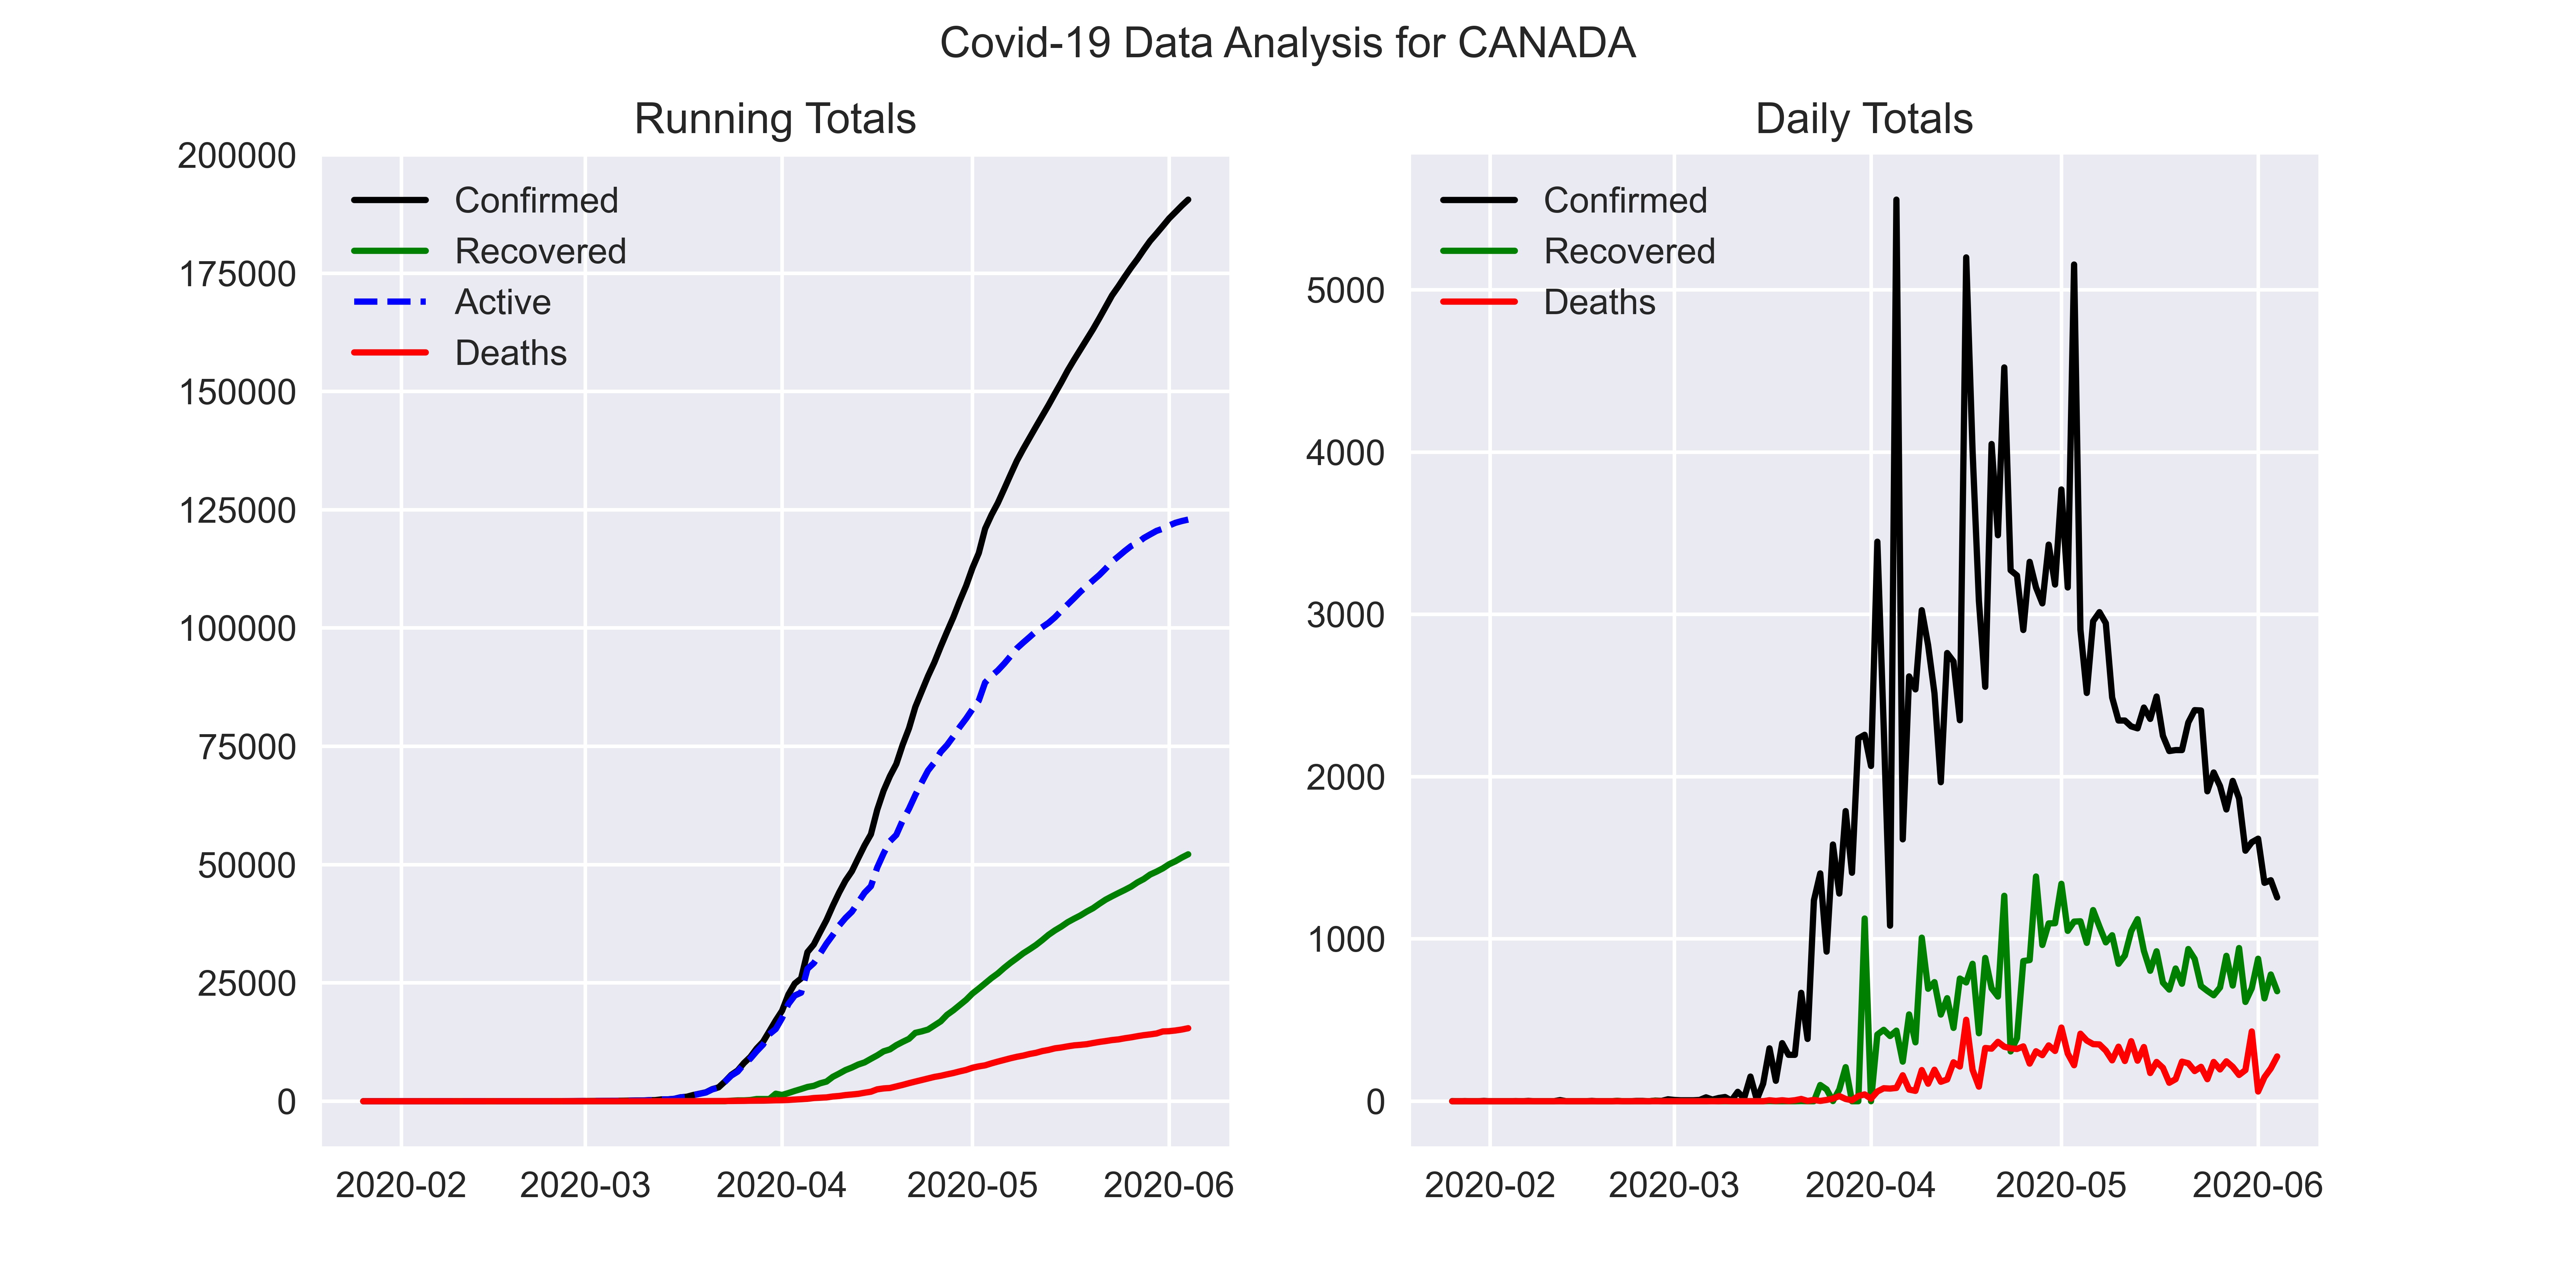 Covid-19 Data Analysis for CANADA
Running Totals
200000
175000
150000
125000
100000
75000
50000
25000
0
Confirmed
Recovered
Active
Deaths
2020-02 2020-03 2020-04 2020-05 2020-06
Daily Totals
5000
4000
3000
2000
1000
0
Confirmed
Recovered
Deaths
2020-02 2020-03 2020-04 2020-05 2020-06